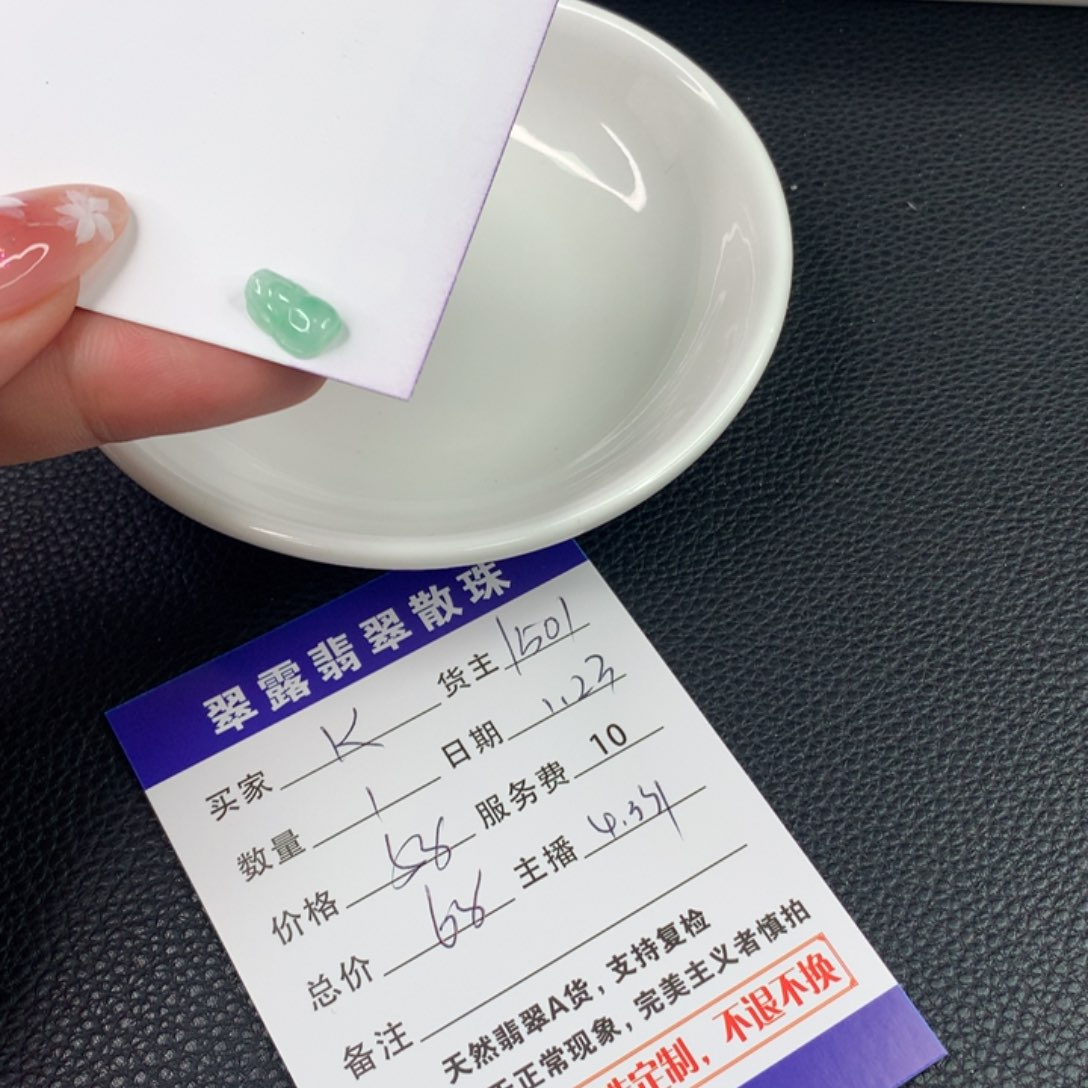 翠露翡翠散珠
买家 K 货主 1501
数量 1 日期 1.23
价格 58 服务费 10
总价 68 主播
备注
天然翡翠A货，支持复检
正常现象，完美主义者慎拍
定制，不退不换